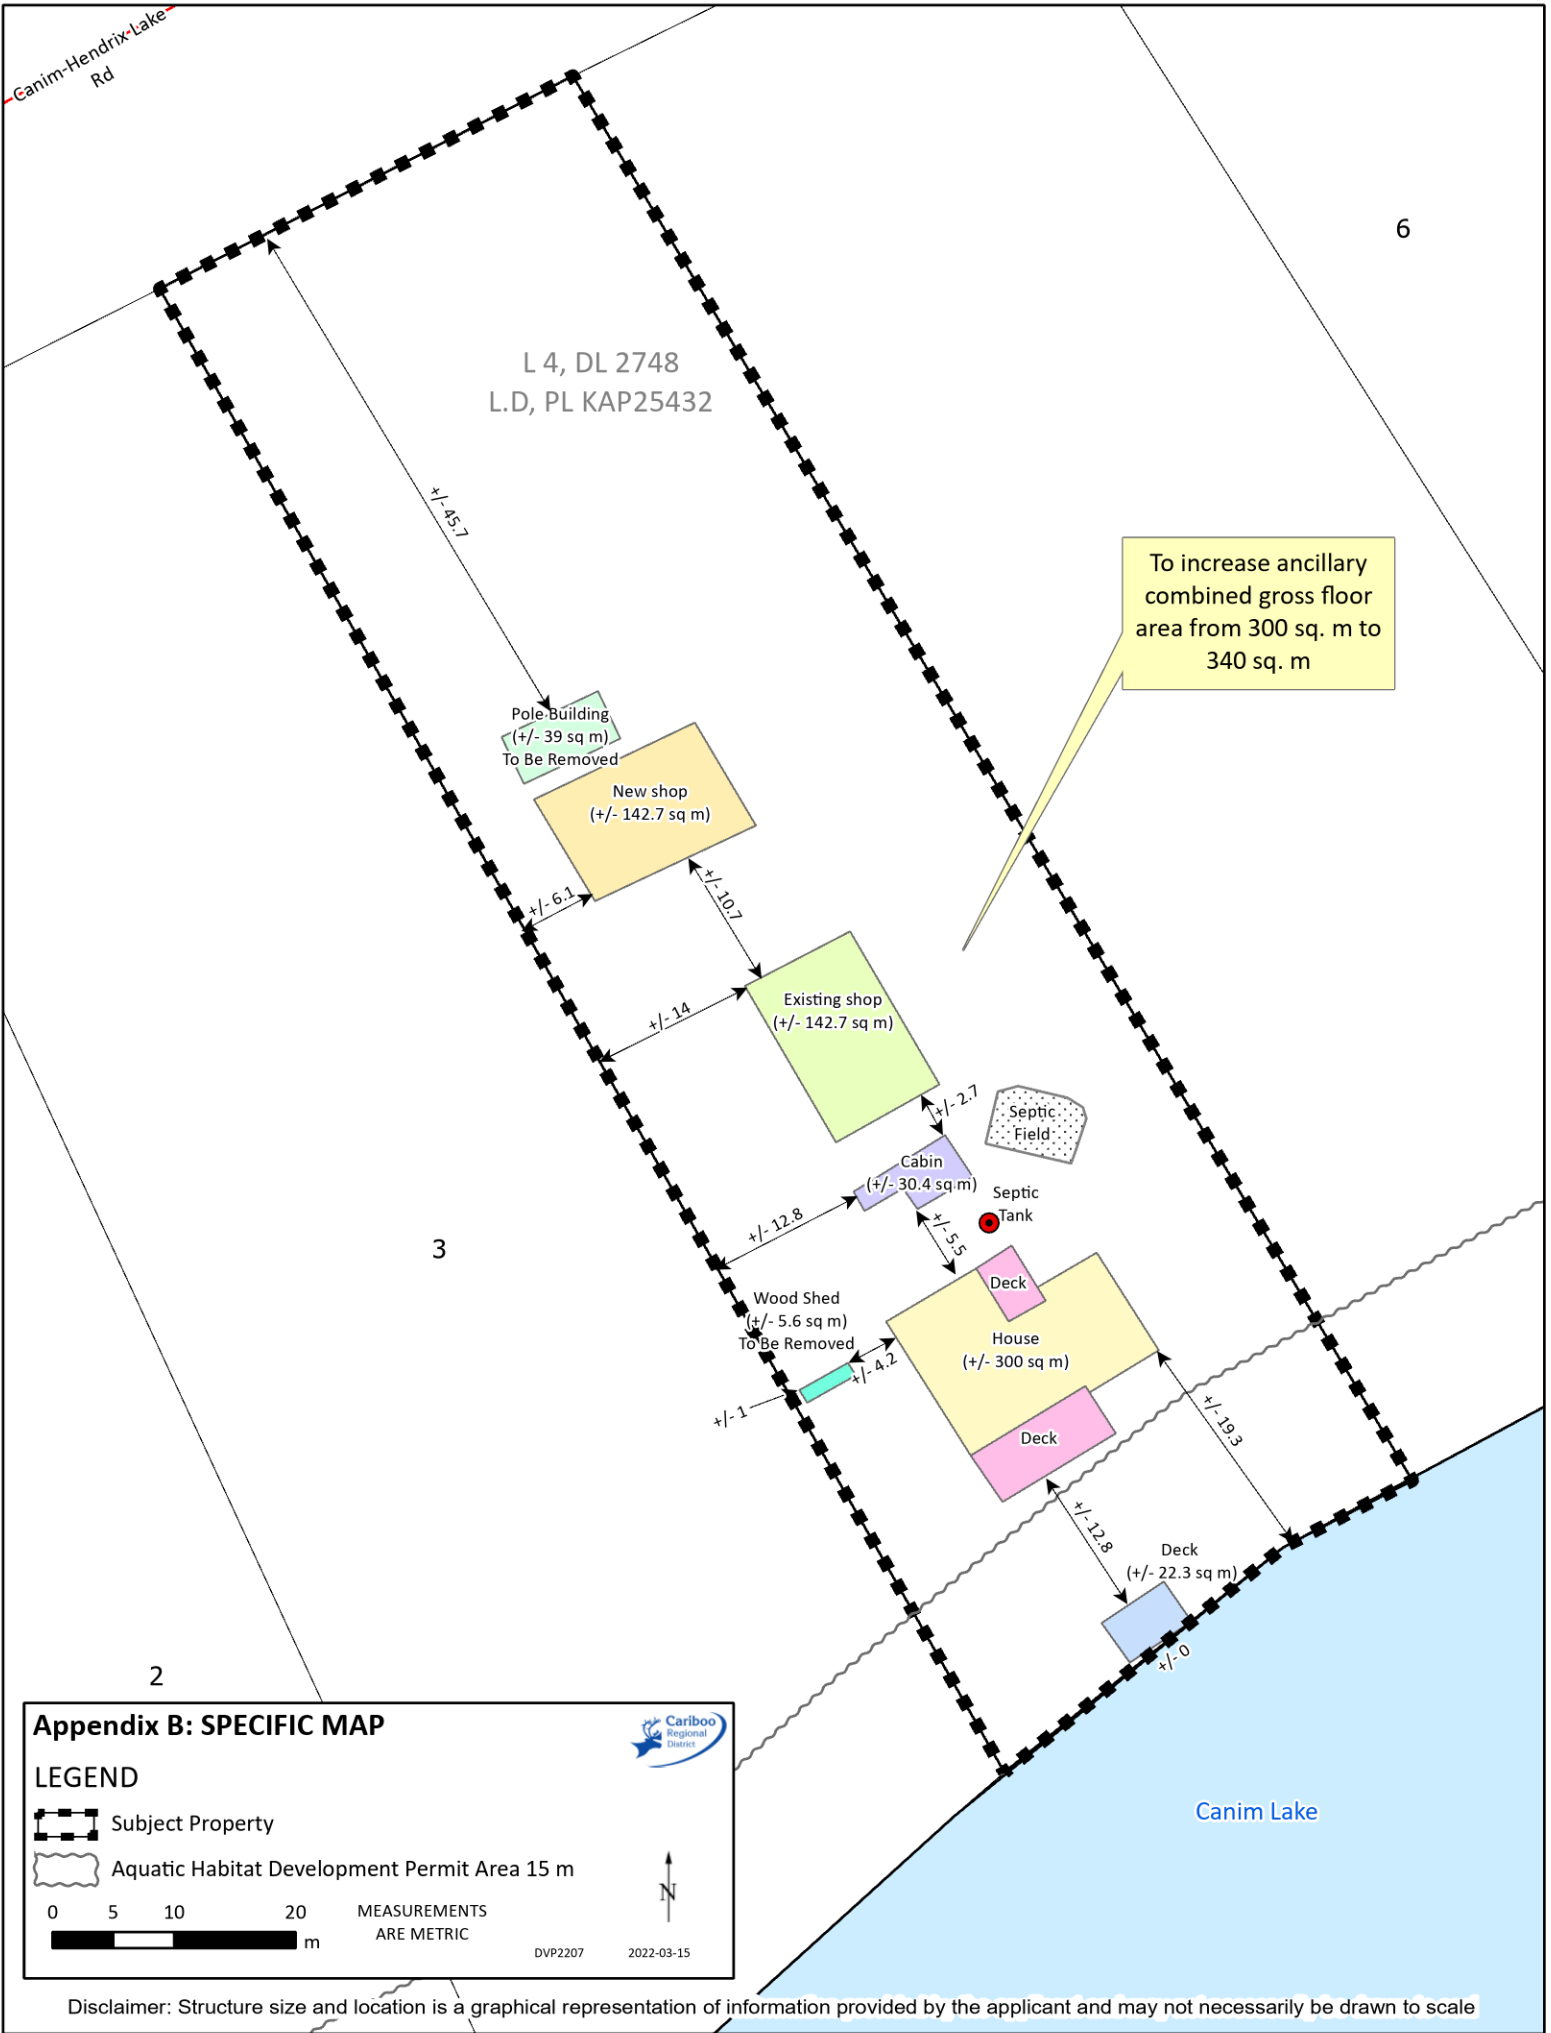 Canim-Hendrix-Lake
Rd
6
L 4, DL 2748
L.D, PL KAP25432
+/- 45.7
To increase ancillary
combined gross floor
area from 300 sq. m to
340 sq. m
Pole Building
(+/- 39 sq m)
To Be Removed
New shop
(+/- 142.7 sq m)
+/- 6.1
+/- 10.7
Existing shop
(+/- 142.7 sq m)
+/- 14
+/- 2.7
Septic
Field
Cabin
(+/- 30.4 sq m)
Septic
Tank
+/- 12.8
+/- 5.5
3
Deck
Wood Shed
(+/- 5.6 sq m)
To Be Removed
House
(+/- 300 sq m)
+/- 4.2
+/- 1
+/- 19.3
Deck
+/- 12.8
Deck
(+/- 22.3 sq m)
+/- 0
2
Appendix B: SPECIFIC MAP
Cariboo
Regional
District
LEGEND
Subject Property
Aquatic Habitat Development Permit Area 15 m
0 5 10 20
m
MEASUREMENTS
ARE METRIC
N
DVP2207 2022-03-15
Canim Lake
Disclaimer: Structure size and location is a graphical representation of information provided by the applicant and may not necessarily be drawn to scale